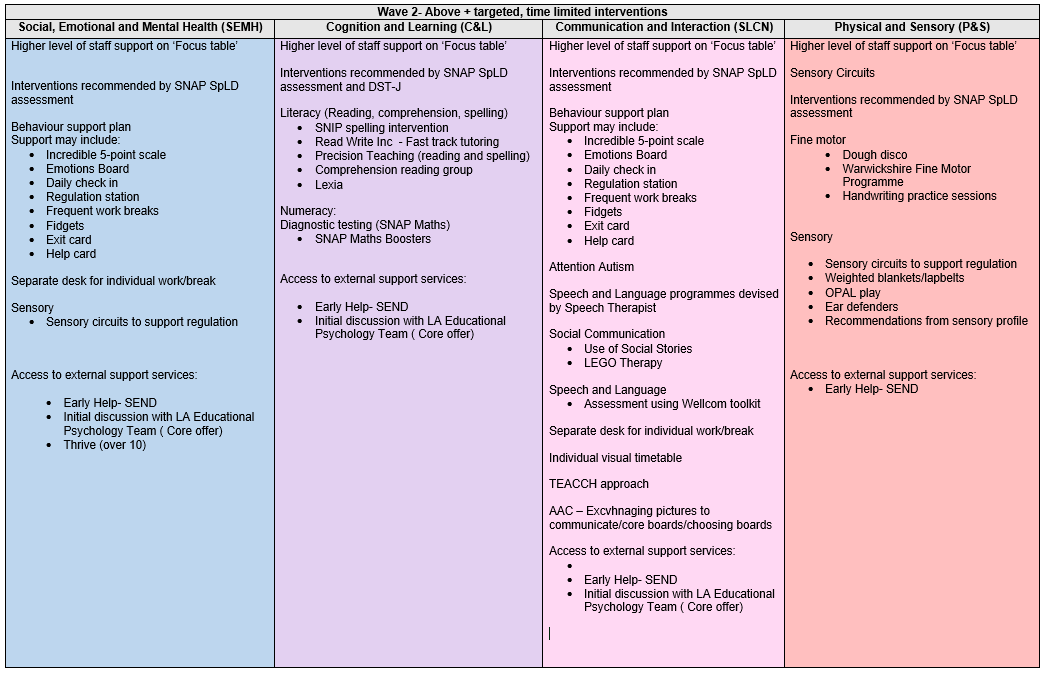 Wave 2- Above + targeted, time limited interventions
Social, Emotional and Mental Health (SEMH)
Cognition and Learning (C&L)
Communication and Interaction (SLCN)
Physical and Sensory (P&S)
Higher level of staff support on ‘Focus table’
Interventions recommended by SNAP SpLD
assessment
Behaviour support plan
Support may include:
• Incredible 5-point scale
• Emotions Board
• Daily check in
• Regulation station
• Frequent work breaks
• Fidgets
• Exit card
• Help card
Separate desk for individual work/break
Sensory
• Sensory circuits to support regulation
Access to external support services:
• Early Help- SEND
• Initial discussion with LA Educational
Psychology Team ( Core offer)
• Thrive (over 10)
Higher level of staff support on ‘Focus table’
Interventions recommended by SNAP SpLD
assessment and DST-J
Literacy (Reading, comprehension, spelling)
• SNIP spelling intervention
• Read Write Inc  - Fast track tutoring
• Precision Teaching (reading and spelling)
• Comprehension reading group
• Lexia
Numeracy:
Diagnostic testing (SNAP Maths)
• SNAP Maths Boosters
Access to external support services:
• Early Help- SEND
• Initial discussion with LA Educational
Psychology Team ( Core offer)
Higher level of staff support on ‘Focus table’
Interventions recommended by SNAP SpLD
assessment
Behaviour support plan
Support may include:
• Incredible 5-point scale
• Emotions Board
• Daily check in
• Regulation station
• Frequent work breaks
• Fidgets
• Exit card
• Help card
Attention Autism
Speech and Language programmes devised
by Speech Therapist
Social Communication
• Use of Social Stories
• LEGO Therapy
Speech and Language
• Assessment using Wellcom toolkit
Separate desk for individual work/break
Individual visual timetable
TEACCH approach
AAC – Excvhnaging pictures to
communicate/core boards/choosing boards
Access to external support services:
•
• Early Help- SEND
• Initial discussion with LA Educational
Psychology Team ( Core offer)
Higher level of staff support on ‘Focus table’
Sensory Circuits
Interventions recommended by SNAP SpLD
assessment
Fine motor
• Dough disco
• Warwickshire Fine Motor
Programme
• Handwriting practice sessions
Sensory
• Sensory circuits to support regulation
• Weighted blankets/lapbelts
• OPAL play
• Ear defenders
• Recommendations from sensory profile
Access to external support services:
• Early Help- SEND